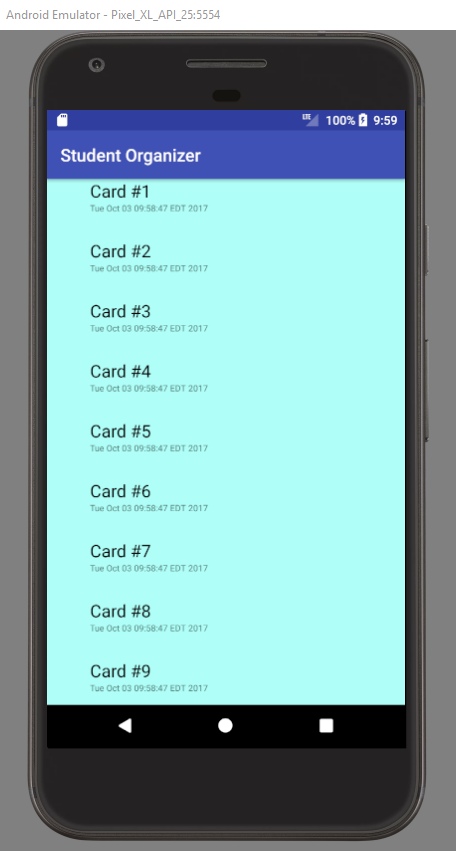 Android Emulator - Pixel_XL_API_25:5554
LTE 100% 9:59
Student Organizer
Card #1
Tue Oct 03 09:58:47 EDT 2017
Card #2
Tue Oct 03 09:58:47 EDT 2017
Card #3
Tue Oct 03 09:58:47 EDT 2017
Card #4
Tue Oct 03 09:58:47 EDT 2017
Card #5
Tue Oct 03 09:58:47 EDT 2017
Card #6
Tue Oct 03 09:58:47 EDT 2017
Card #7
Tue Oct 03 09:58:47 EDT 2017
Card #8
Tue Oct 03 09:58:47 EDT 2017
Card #9
Tue Oct 03 09:58:47 EDT 2017